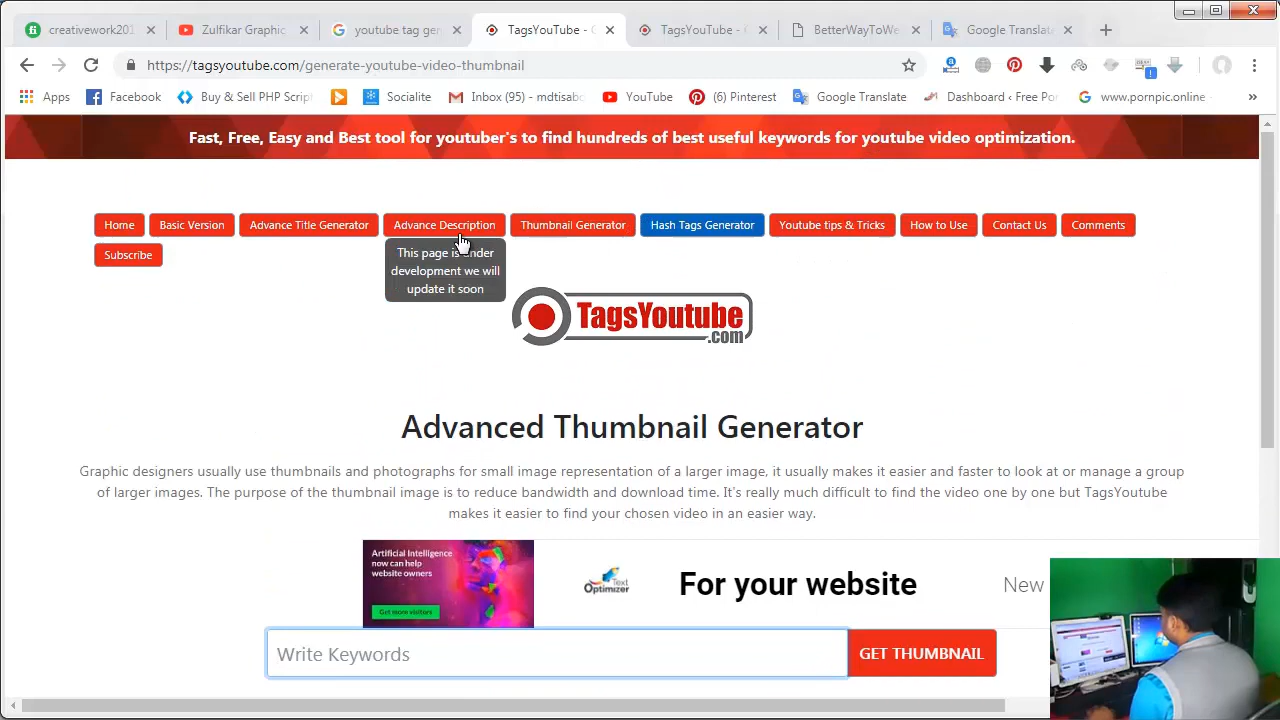 creativework201
Zulfikar Graphic
youtube tag gen
TagsYouTube - G
TagsYouTube - K
BetterWayToWe
Google Translate
https://tagsyoutube.com/generate-youtube-video-thumbnail
Apps
Facebook
Buy & Sell PHP Script
Socialite
Inbox (95) - mdtisab
YouTube
(6) Pinterest
Google Translate
Dashboard ‹ Free Po
www.pornpic.online
Fast, Free, Easy and Best tool for youtuber's to find hundreds of best useful keywords for youtube video optimization.
Home
Basic Version
Advance Title Generator
Advance Description
Thumbnail Generator
Hash Tags Generator
Youtube tips & Tricks
How to Use
Contact Us
Comments
Subscribe
This page is under
development we will
update it soon
TagsYoutube
.com
Advanced Thumbnail Generator
Graphic designers usually use thumbnails and photographs for small image representation of a larger image, it usually makes it easier and faster to look at or manage a group
of larger images. The purpose of the thumbnail image is to reduce bandwidth and download time. It's really much difficult to find the video one by one but TagsYoutube
makes it easier to find your chosen video in an easier way.
Artificial Intelligence
now can help
website owners
Get more visitors
Text
Optimizer
For your website
New
Write Keywords
GET THUMBNAIL